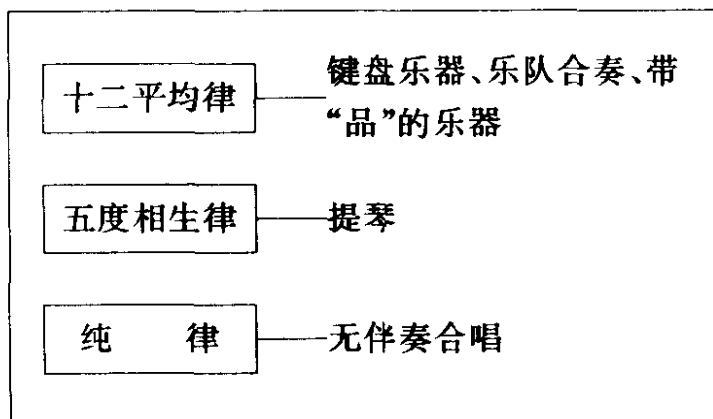 十二平均律
键盘乐器、乐队合奏、带
“品”的乐器
五度相生律
提琴
纯 律
无伴奏合唱